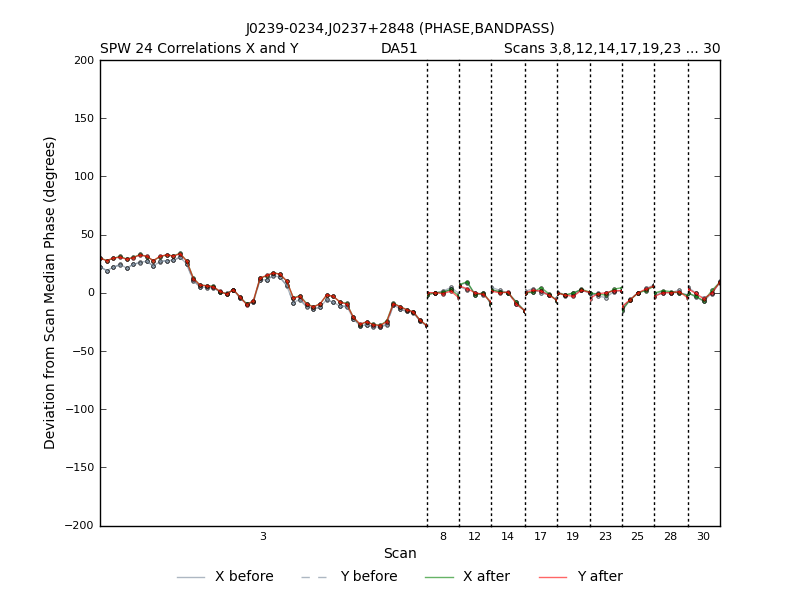 J0239-0234,J0237+2848 (PHASE,BANDPASS)
SPW 24 Correlations X and Y DA51 Scans 3,8,12,14,17,19,23 ... 30
200
150
100
50
0
−50
−100
−150
−200
Deviation from Scan Median Phase (degrees)
3 8 12 14 17 19 23 25 28 30
Scan
X before Y before X after Y after